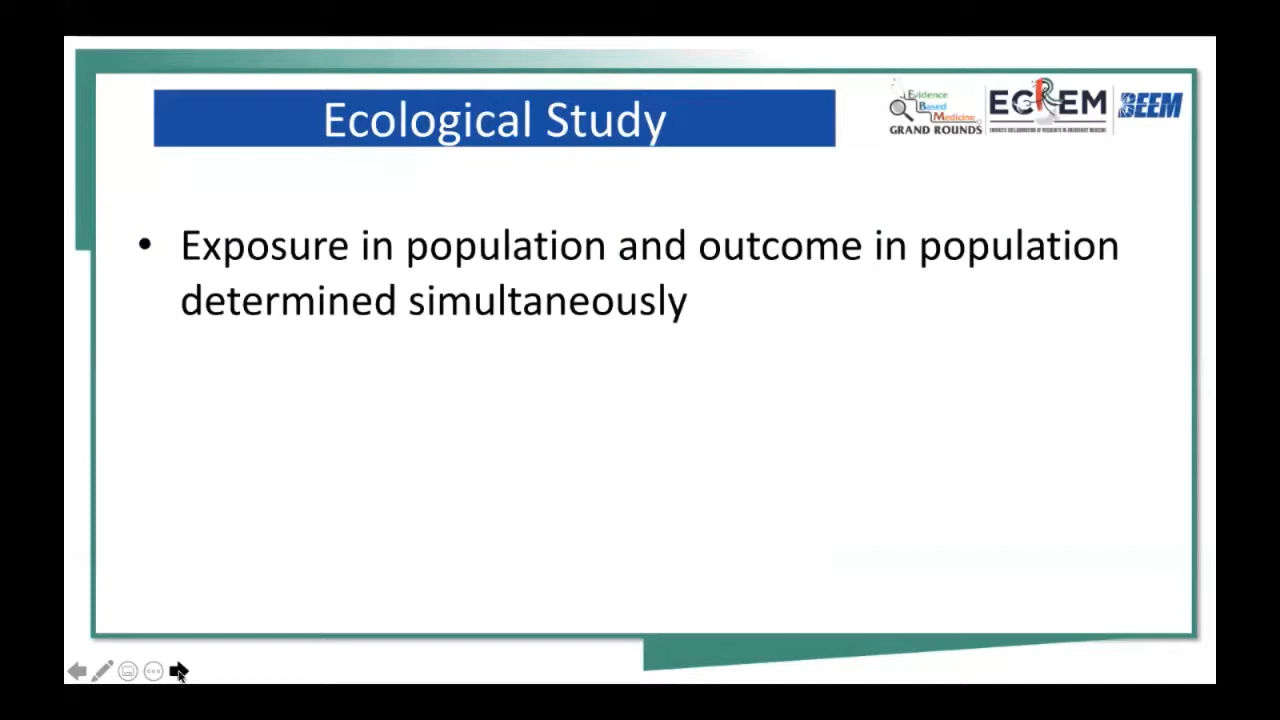 Ecological Study
Evidence
Based
Medicine
GRAND ROUNDS
ECREM
BEEM
• Exposure in population and outcome in population
determined simultaneously